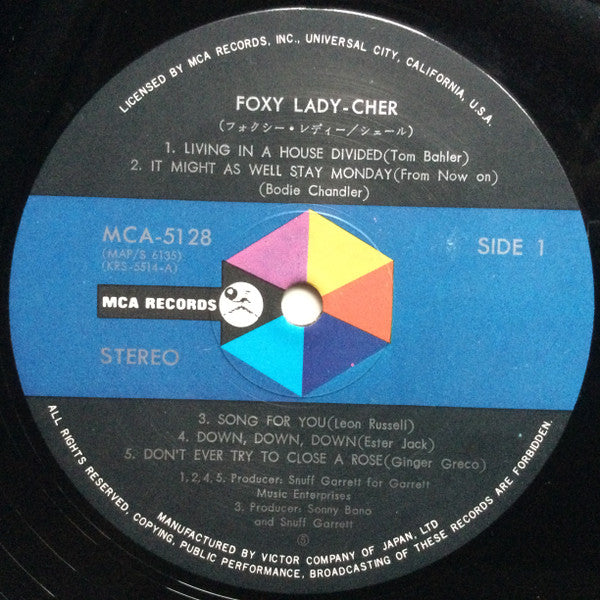 LICENSED BY MCA RECORDS, INC., UNIVERSAL CITY, CALIFORNIA, U.S.A.
FOXY LADY-CHER
(フォクシー・レディー/シェール)
1. LIVING IN A HOUSE DIVIDED(Tom Bahler)
2. IT MIGHT AS WELL STAY MONDAY(From Now on)
(Bodie Chandler)
MCA-5128
(MAP/S 6135)
(KRS-5514-A)
SIDE 1
MCA RECORDS
STEREO
3. SONG FOR YOU(Leon Russell)
4. DOWN, DOWN, DOWN(Ester Jack)
5. DON'T EVER TRY TO CLOSE A ROSE(Ginger Greco)
1, 2, 4, 5. Producer: Snuff Garrett for Garrett
Music Enterprises
3. Producer: Sonny Bono
and Snuff Garrett
Ⓢ
MANUFACTURED BY VICTOR COMPANY OF JAPAN, LTD
ALL RIGHTS RESERVED, COPYING, PUBLIC PERFORMANCE, BROADCASTING OF THESE RECORDS ARE FORBIDDEN.